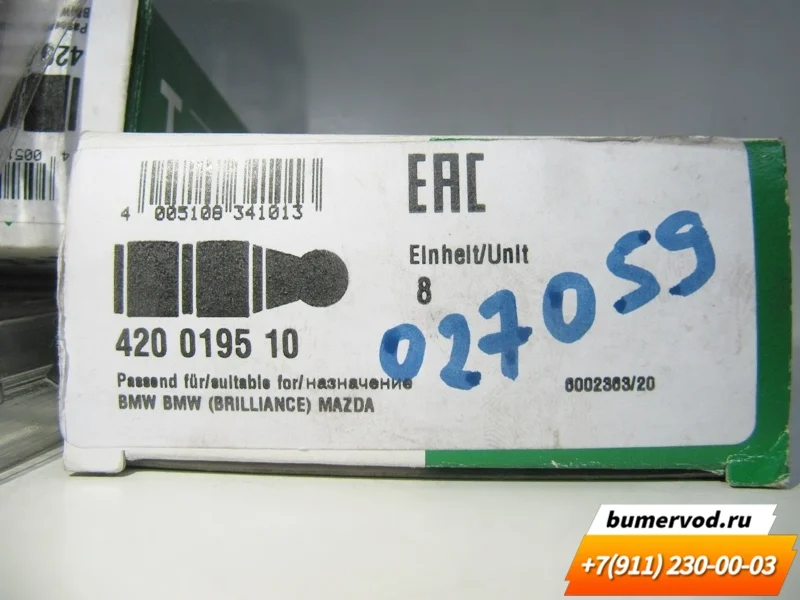 EAC
4 005108 341013
Einheit/Unit
8
027059
420 0195 10
Passend für/suitable for/назначение
BMW BMW (BRILLIANCE) MAZDA
6002363/20
bumervod.ru
+7(911) 230-00-03